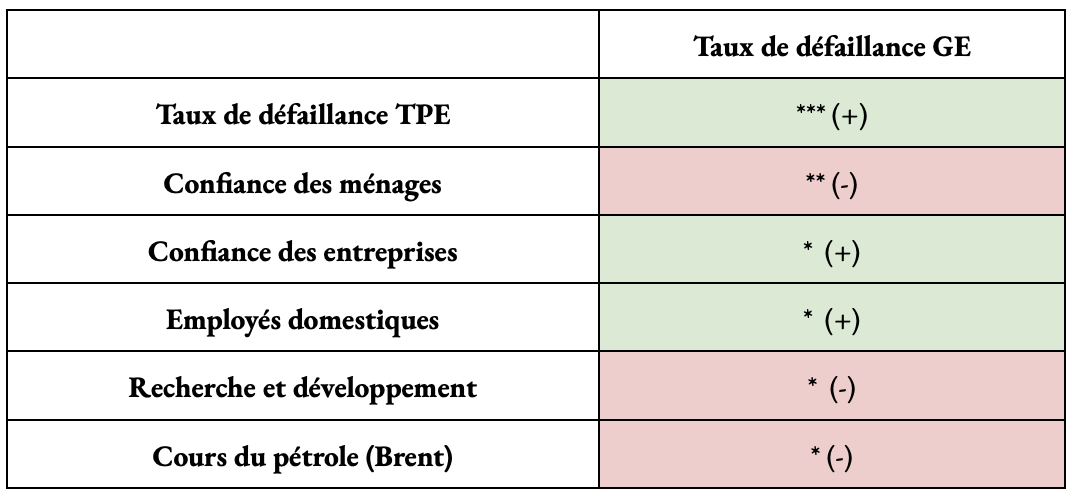 Taux de défaillance GE
Taux de défaillance TPE *** (+)
Confiance des ménages ** (-)
Confiance des entreprises * (+)
Employés domestiques * (+)
Recherche et développement * (-)
Cours du pétrole (Brent) * (-)